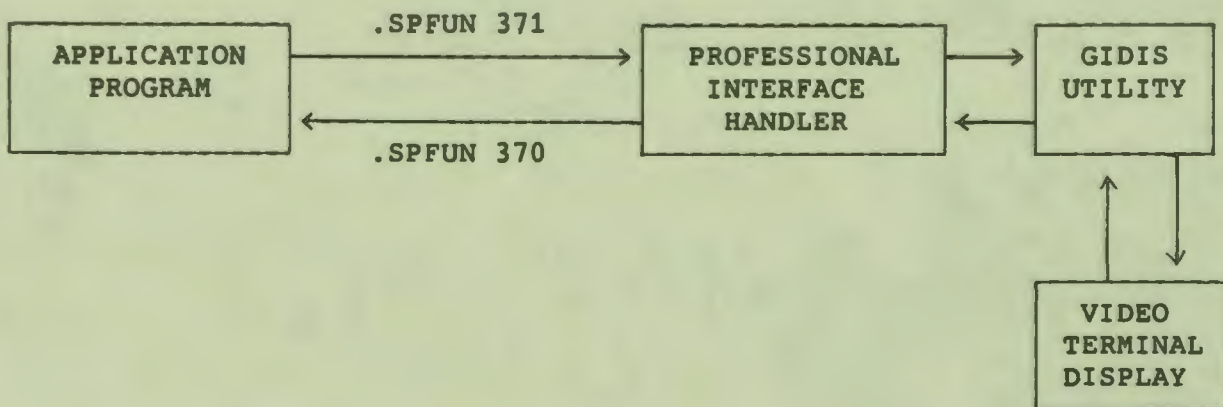 .SPFUN 371
APPLICATION
PROGRAM
PROFESSIONAL
INTERFACE
HANDLER
GIDIS
UTILITY
.SPFUN 370
VIDEO
TERMINAL
DISPLAY